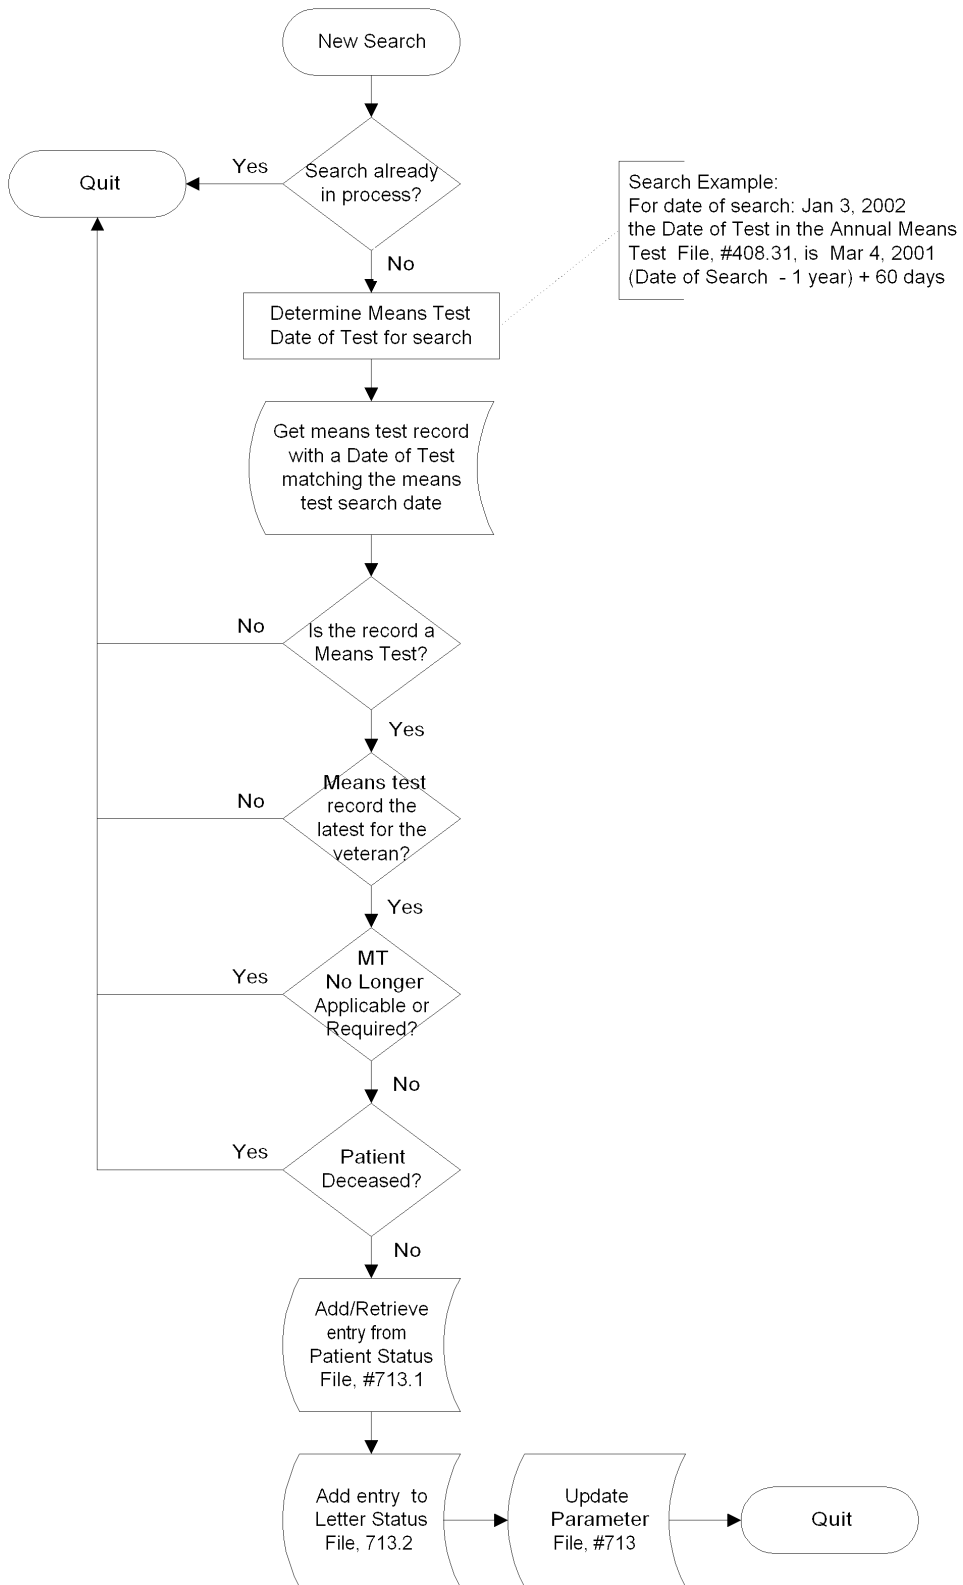 New Search
Yes
Quit
Search already
in process?
No
Search Example:
For date of search: Jan 3, 2002
the Date of Test in the Annual Means
Test File, #408.31, is Mar 4, 2001
(Date of Search - 1 year) + 60 days
Determine Means Test
Date of Test for search
Get means test record
with a Date of Test
matching the means
test search date
No
Is the record a
Means Test?
Yes
No
Means test
record the
latest for the
veteran?
Yes
Yes
MT
No Longer
Applicable or
Required?
No
Yes
Patient
Deceased?
No
Add/Retrieve
entry from
Patient Status
File, #713.1
Add entry to
Letter Status
File, 713.2
Update
Parameter
File, #713
Quit